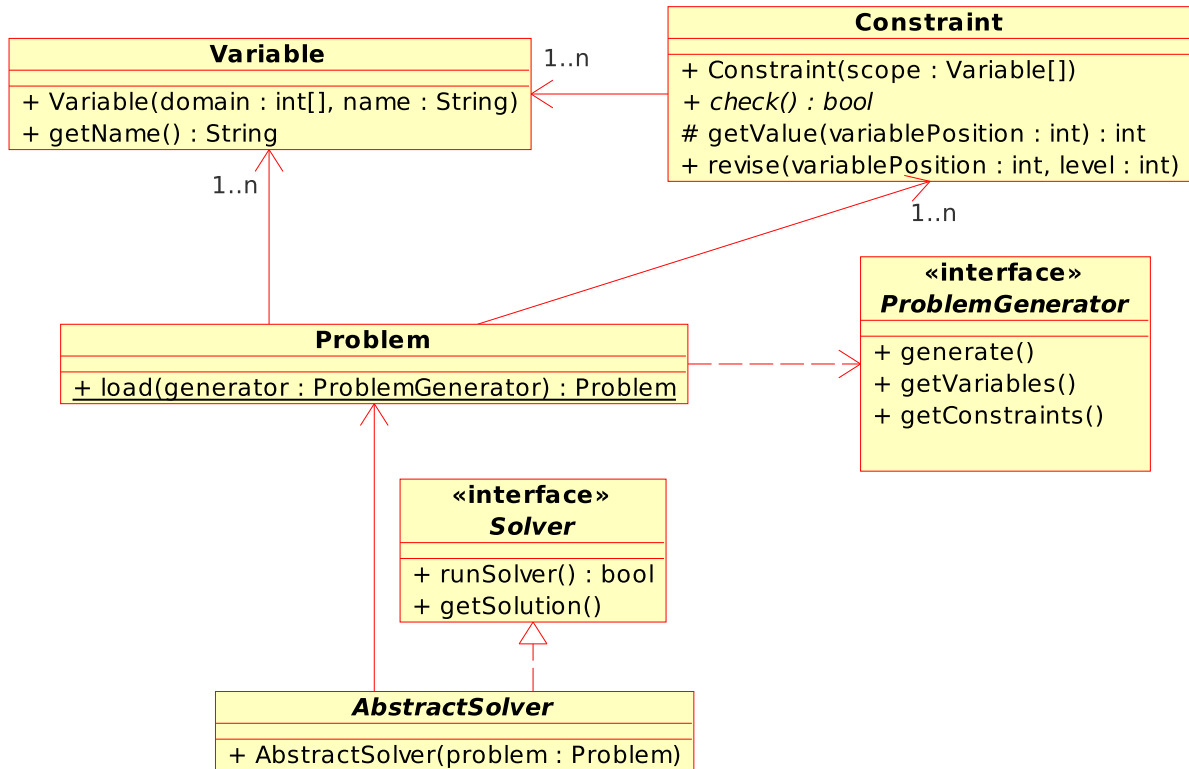 Constraint
+ Constraint(scope : Variable[])
+ check() : bool
# getValue(variablePosition : int) : int
+ revise(variablePosition : int, level : int)
Variable
+ Variable(domain : int[], name : String)
+ getName() : String
1..n
1..n
1..n
«interface»
ProblemGenerator
+ generate()
+ getVariables()
+ getConstraints()
Problem
+ load(generator : ProblemGenerator) : Problem
«interface»
Solver
+ runSolver() : bool
+ getSolution()
AbstractSolver
+ AbstractSolver(problem : Problem)